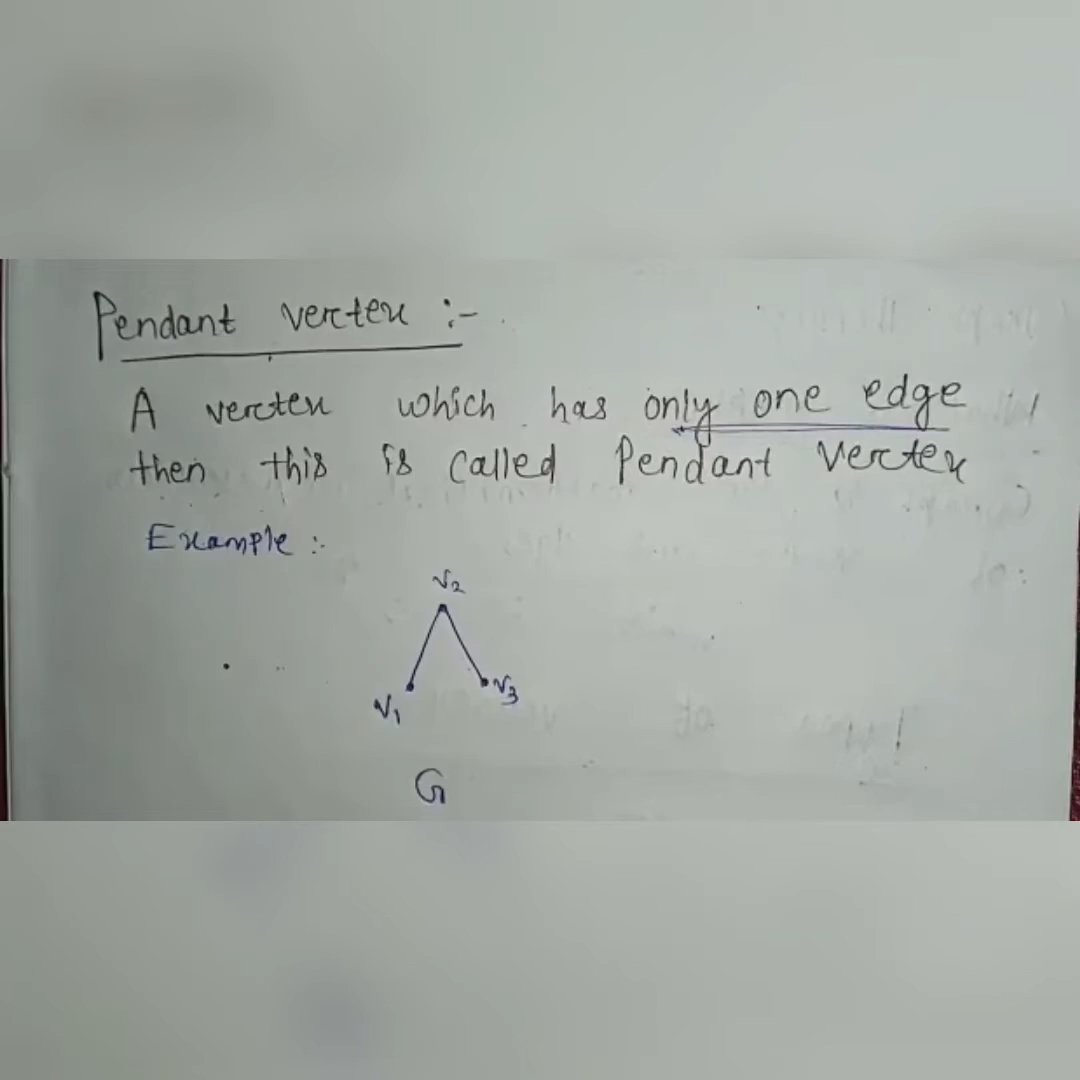 Pendant vertex :-
A vertex which has only one edge
then this is called Pendant vertex
Example :-
V2
V1
V3
G